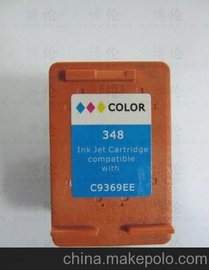 COLOR
348
Ink Jet Cartridge
compatible
with
C9369EE
china.makepolo.com